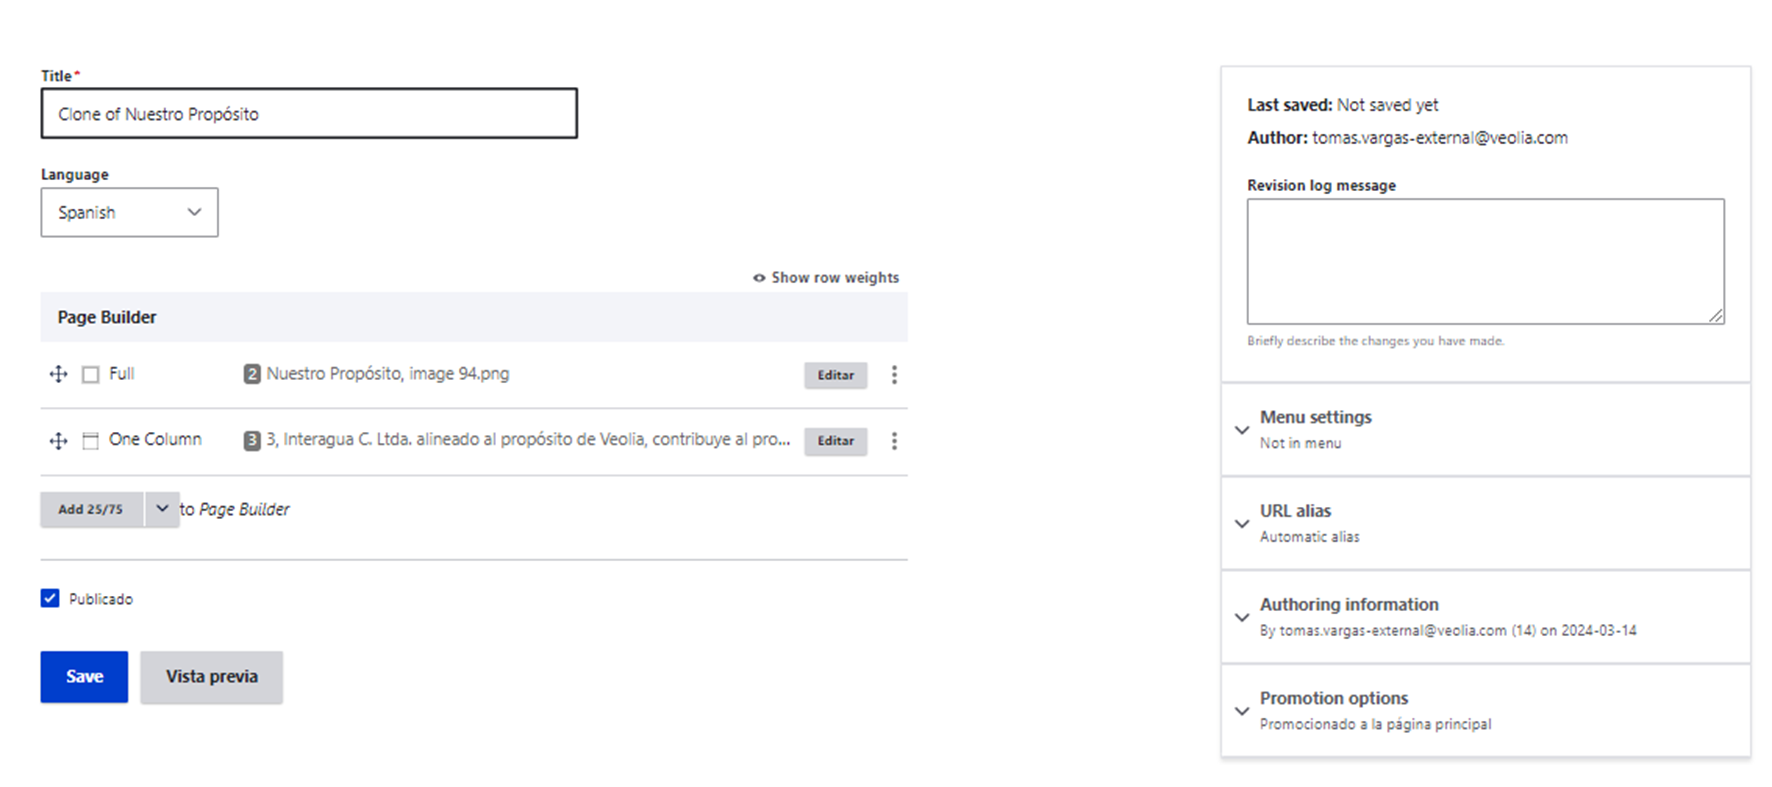 Title*
Clone of Nuestro Propósito
Language
Spanish
Show row weights
Page Builder
Full 2 Nuestro Propósito, image 94.png Editar
One Column 3 3, Interagua C. Ltda. alineado al propósito de Veolia, contribuye al pro... Editar
Add 25/75 to Page Builder
Publicado
Save Vista previa
Last saved: Not saved yet
Author: tomas.vargas-external@veolia.com
Revision log message
Briefly describe the changes you have made.
Menu settings
Not in menu
URL alias
Automatic alias
Authoring information
By tomas.vargas-external@veolia.com (14) on 2024-03-14
Promotion options
Promocionado a la página principal